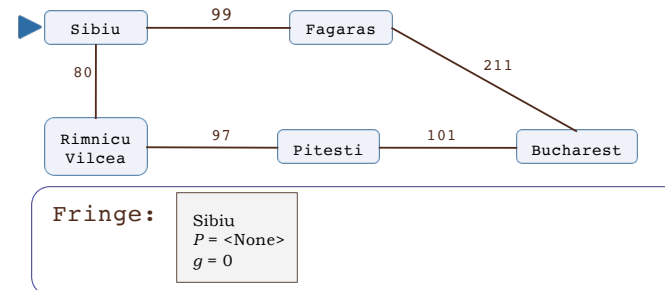 99
Sibiu
Fagaras
211
80
Rimnicu
Vilcea
97
Pitesti
101
Bucharest
Fringe:
Sibiu
P = <None>
g = 0